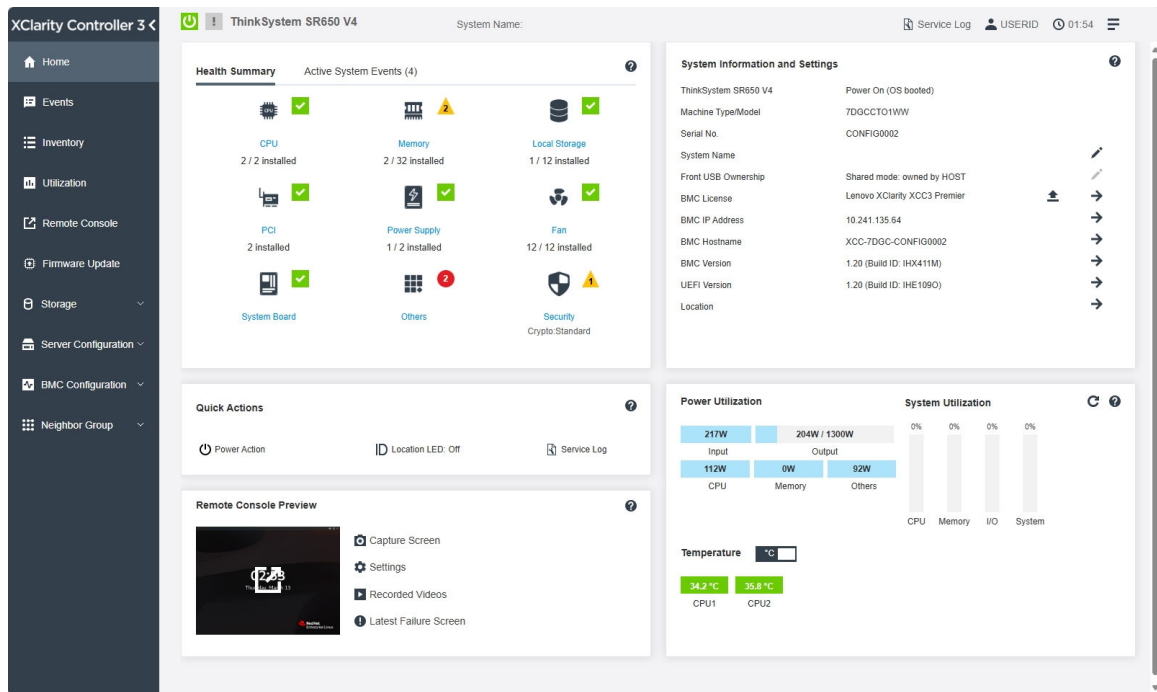 XClarity Controller 3
ThinkSystem SR650 V4
System Name:
Service Log
USERID
01:54
Home
Events
Inventory
Utilization
Remote Console
Firmware Update
Storage
Server Configuration
BMC Configuration
Neighbor Group
Health Summary
Active System Events (4)
2
CPU
Memory
Local Storage
2 / 2 installed
2 / 32 installed
1 / 12 installed
PCI
Power Supply
Fan
2 installed
1 / 2 installed
12 / 12 installed
2
1
System Board
Others
Security
Crypto:Standard
System Information and Settings
ThinkSystem SR650 V4 Power On (OS booted)
Machine Type/Model 7DGCCTO1WW
Serial No. CONFIG0002
System Name
Front USB Ownership Shared mode: owned by HOST
BMC License Lenovo XClarity XCC3 Premier
BMC IP Address 10.241.135.64
BMC Hostname XCC-7DGC-CONFIG0002
BMC Version 1.20 (Build ID: IHX411M)
UEFI Version 1.20 (Build ID: IHE109O)
Location
Quick Actions
Power Action
Location LED: Off
Service Log
Remote Console Preview
Capture Screen
Settings
Recorded Videos
Latest Failure Screen
Power Utilization
217W
204W / 1300W
Input
Output
112W
0W
92W
CPU
Memory
Others
System Utilization
0% 0% 0% 0%
CPU Memory I/O System
Temperature
°C
34.2 °C
35.8 °C
CPU1
CPU2